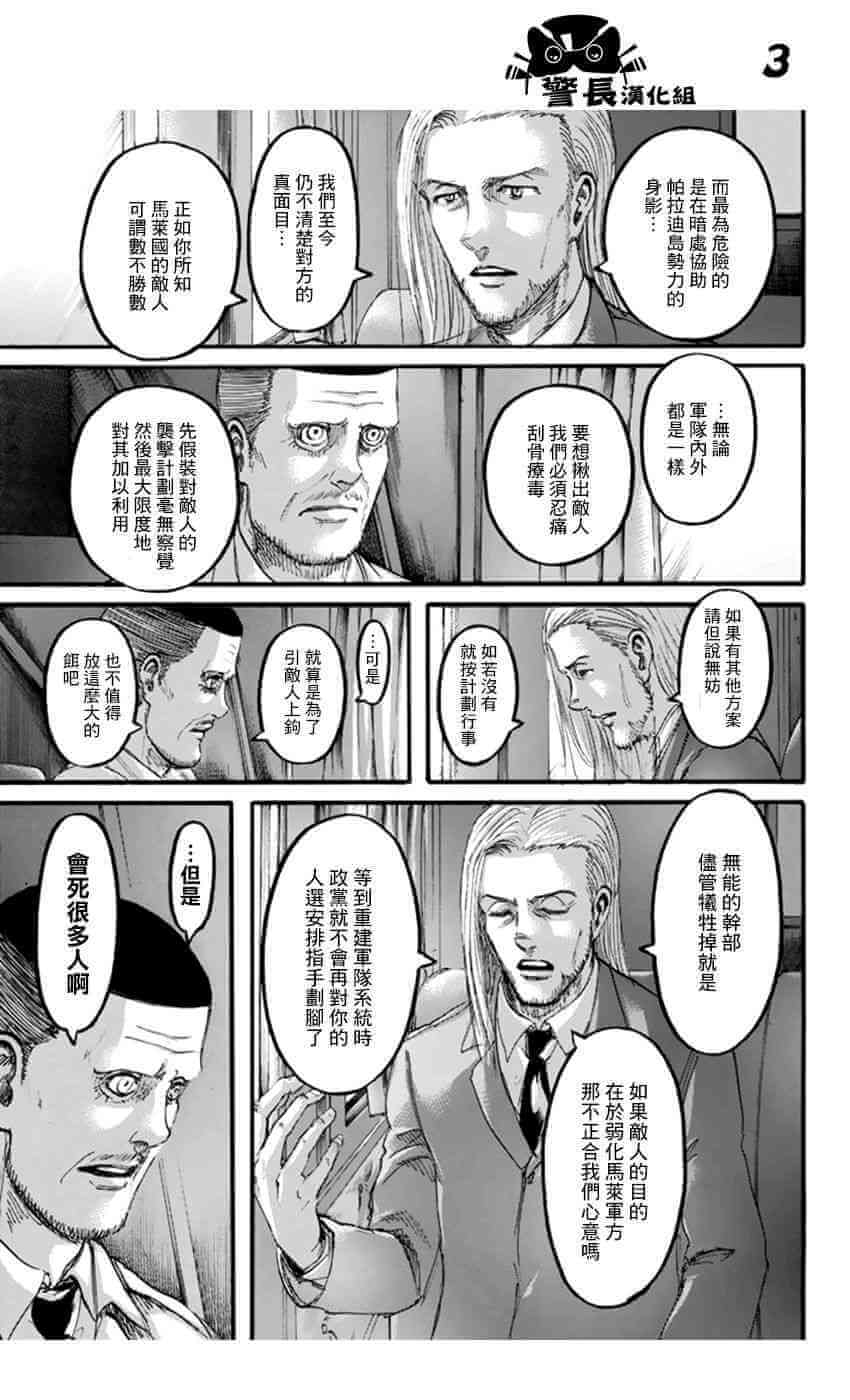 警長漢化組
3
而最為危險的
是在暗處協助
帕拉迪島勢力的
身影…
我們至今
仍不清楚對方的
真面目…
正如你所知
馬萊國的敵人
可謂數不勝數
…無論
軍隊內外
都是一樣
要想揪出敵人
我們必須忍痛
刮骨療毒
先假裝對敵人的
襲擊計劃毫無察覺
然後最大限度地
對其加以利用
如果有其他方案
請但說無妨
如若沒有
就按計劃行事
…可是
就算是為了
引敵人上鉤
也不值得
放這麼大的
餌吧
無能的幹部
儘管犧牲掉就是
如果敵人的目的
在於弱化馬萊軍方
那不正合我們心意嗎
等到重建軍隊系統時
政黨就不會再對你的
人選安排指手劃腳了
…但是
會死很多人啊